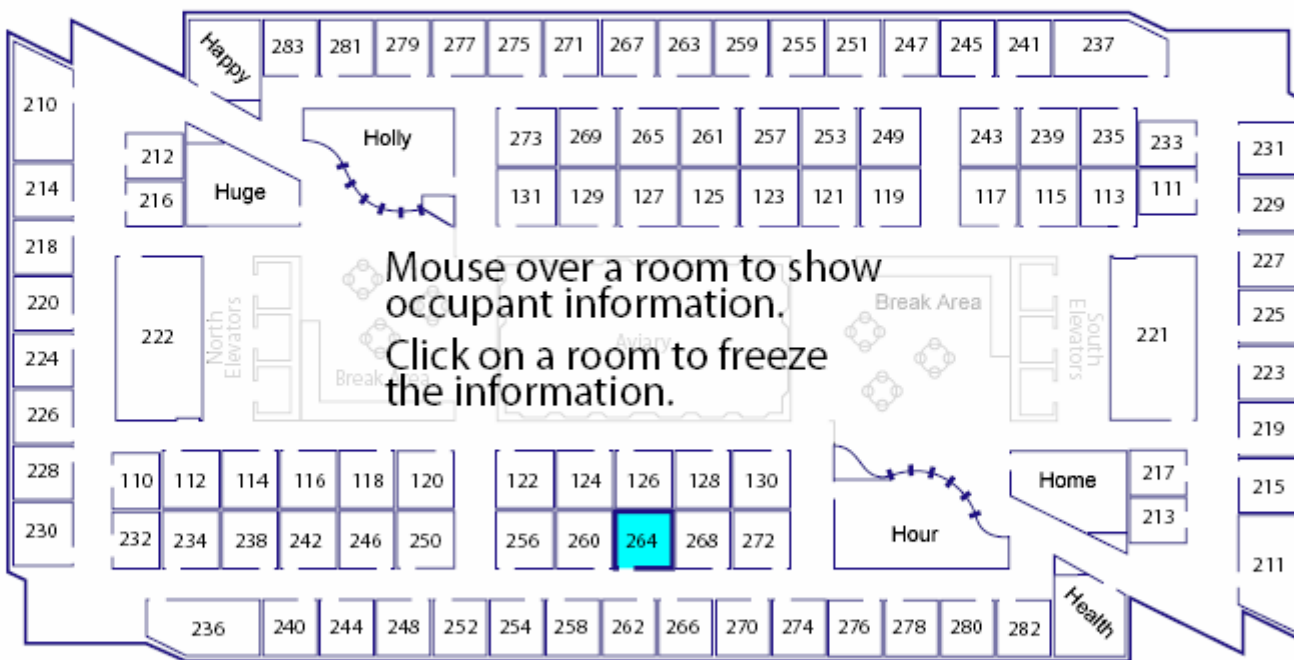 Happy
283 281 279 277 275 271 267 263 259 255 251 247 245 241 237
210
Holly
273 269 265 261 257 253 249 243 239 235 233
231
212
214
216
Huge
131 129 127 125 123 121 119 117 115 113 111
229
218
227
Mouse over a room to show
occupant information.
Click on a room to freeze
the information.
220
225
222
North
Elevators
Break Area
Aviary
Break Area
South
Elevators
221
224
223
226
219
228
110 112 114 116 118 120 122 124 126 128 130
Home
217
215
230
232 234 238 242 246 250 256 260 264 268 272
Hour
213
211
236 240 244 248 252 254 258 262 266 270 274 276 278 280 282
Health